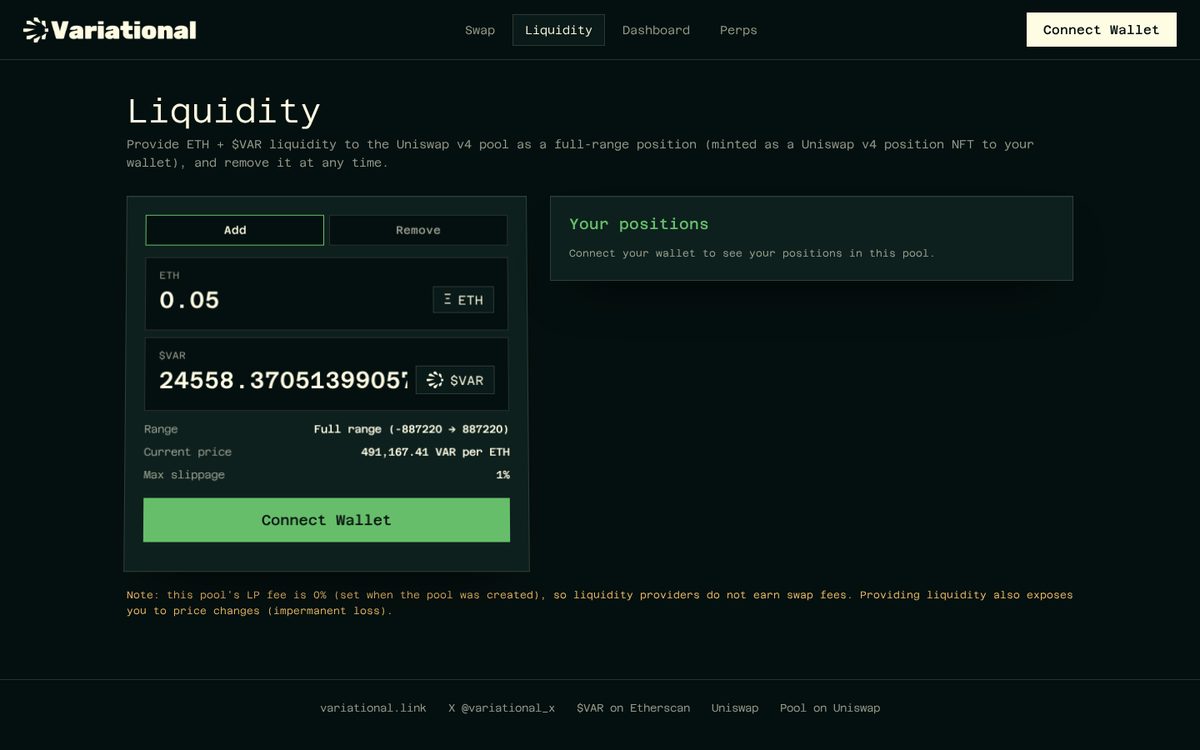 Variational
Swap
Liquidity
Dashboard
Perps
Connect Wallet
Liquidity
Provide ETH + $VAR liquidity to the Uniswap v4 pool as a full-range position (minted as a Uniswap v4 position NFT to your
wallet), and remove it at any time.
Add
Remove
ETH
0.05
Ξ ETH
$VAR
24558.3705139905
$VAR
Range
Full range (-887220 → 887220)
Current price
491,167.41 VAR per ETH
Max slippage
1%
Connect Wallet
Your positions
Connect your wallet to see your positions in this pool.
Note: this pool's LP fee is 0% (set when the pool was created), so liquidity providers do not earn swap fees. Providing liquidity also exposes
you to price changes (impermanent loss).
variational.link
X @variational_x
$VAR on Etherscan
Uniswap
Pool on Uniswap